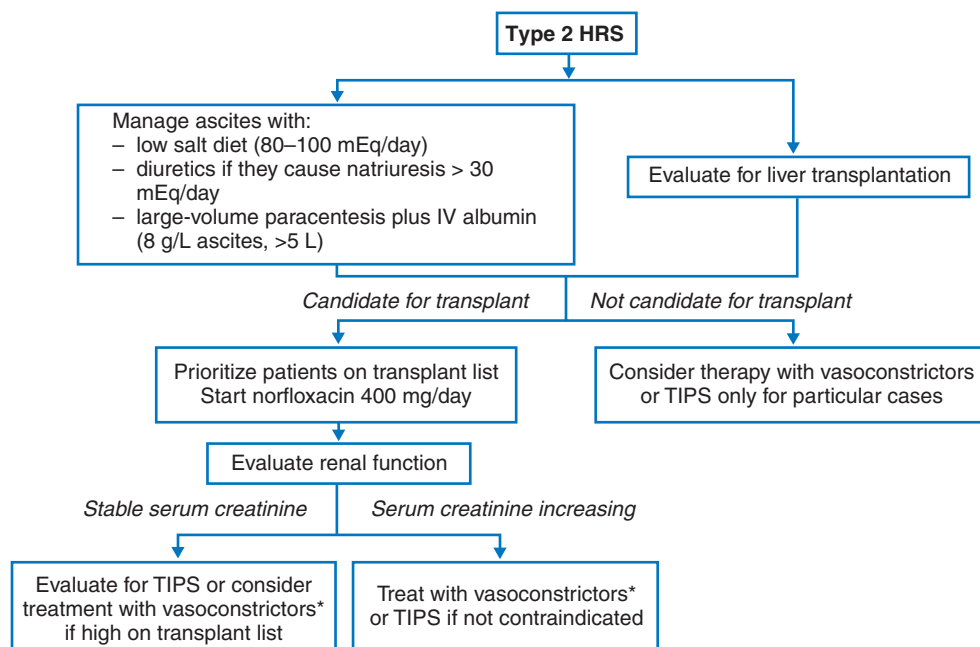 Type 2 HRS
Manage ascites with:
– low salt diet (80–100 mEq/day)
– diuretics if they cause natriuresis > 30
mEq/day
– large-volume paracentesis plus IV albumin
(8 g/L ascites, >5 L)
Evaluate for liver transplantation
Candidate for transplant
Not candidate for transplant
Prioritize patients on transplant list
Start norfloxacin 400 mg/day
Consider therapy with vasoconstrictors
or TIPS only for particular cases
Evaluate renal function
Stable serum creatinine
Serum creatinine increasing
Evaluate for TIPS or consider
treatment with vasoconstrictors*
if high on transplant list
Treat with vasoconstrictors*
or TIPS if not contraindicated